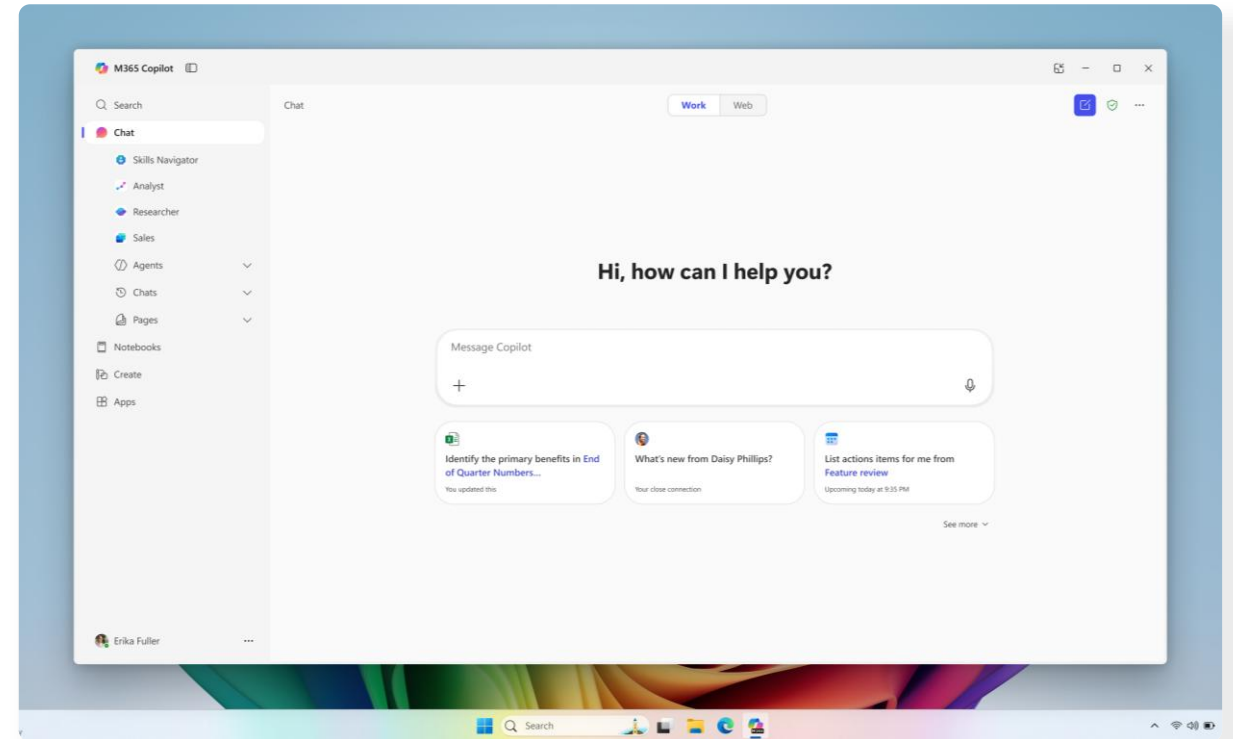 M365 Copilot
Search
Chat
Skills Navigator
Analyst
Researcher
Sales
Agents
Chats
Pages
Notebooks
Create
Apps
Erika Fuller
Chat
Work Web
Hi, how can I help you?
Message Copilot
Identify the primary benefits in End
of Quarter Numbers...
You updated this
What's new from Daisy Phillips?
Your close connection
List actions items for me from
Feature review
Upcoming today at 9:35 PM
See more
Search